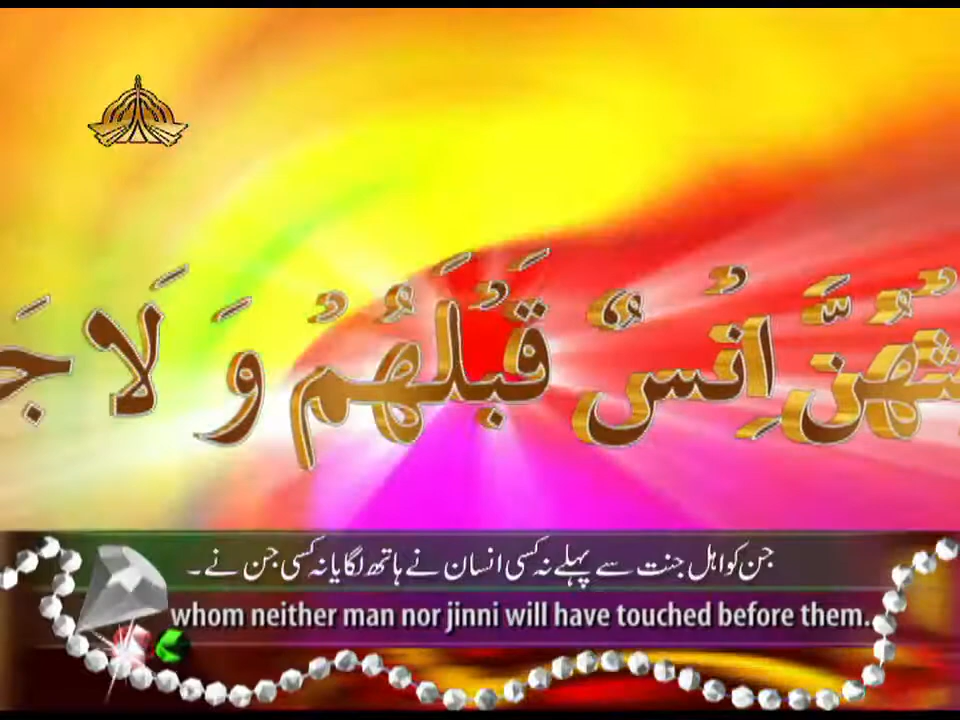 ثْهُنَّ اِنْسٌ قَبْلَهُمْ وَ لَا جَ
جن کو اہل جنت سے پہلے نہ کسی انسان نے ہاتھ لگایا نہ کسی جن نے ۔
whom neither man nor jinni will have touched before them.